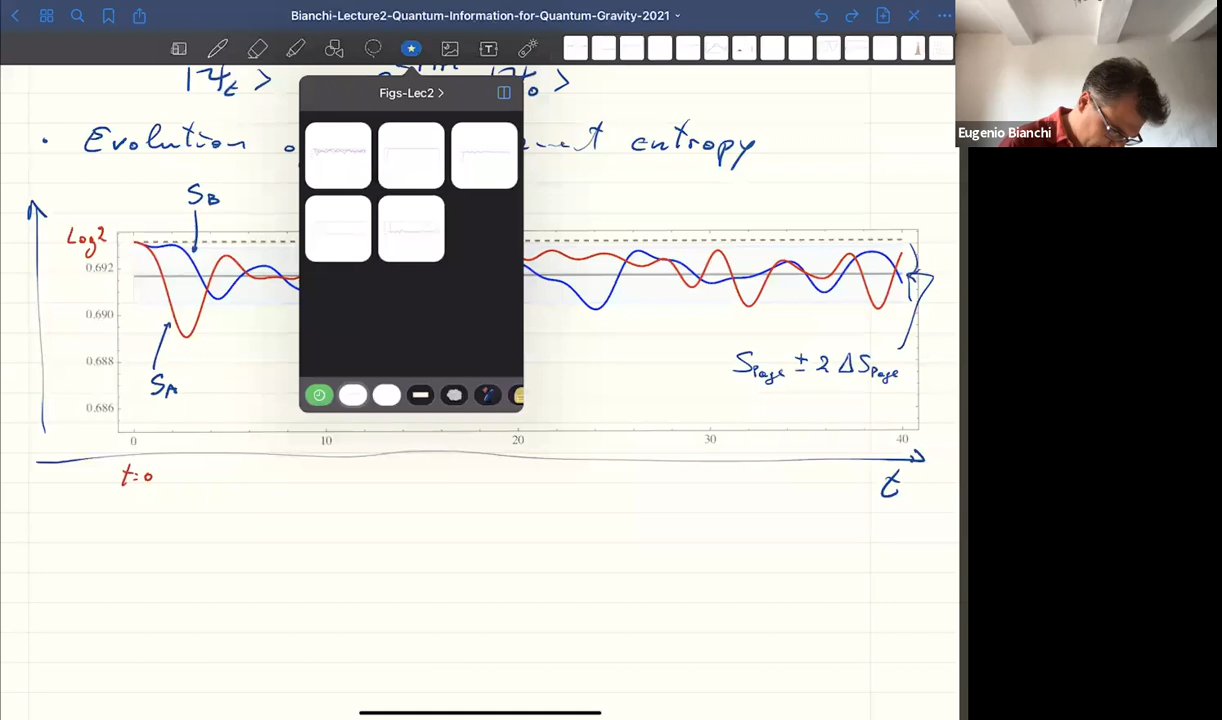 Bianchi-Lecture2-Quantum-Information-for-Quantum-Gravity-2021
T
Figs-Lec2 >
Eugenio Bianchi
|ψt > |ψ0 >
• Evolution entropy
SB
Log2
0.692
0.690
0.688
0.686
SA
SPage ± 2 ΔSPage
0 10 20 30 40
t=0
t